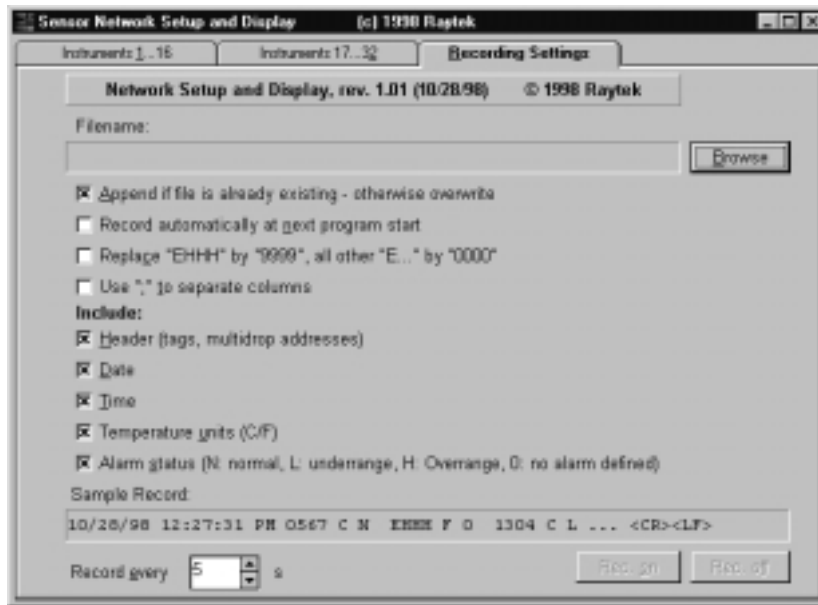 Sensor Network Setup and Display (c) 1998 Raytek
Instruments 1...16 Instruments 17...32 Recording Settings
Network Setup and Display, rev. 1.01 (10/28/98) © 1998 Raytek
Filename:
Browse
Append if file is already existing - otherwise overwrite
Record automatically at next program start
Replace "EHHH" by "9999", all other "E..." by "0000"
Use ";" to separate columns
Include:
Header (tags, multidrop addresses)
Date
Time
Temperature units (C/F)
Alarm status (N: normal, L: underrange, H: Overrange, 0: no alarm defined)
Sample Record:
10/28/98 12:27:31 PM 0567 C N EHHH F 0 1304 C L ... <CR><LF>
Record every 5 s
Rec. on Rec. off